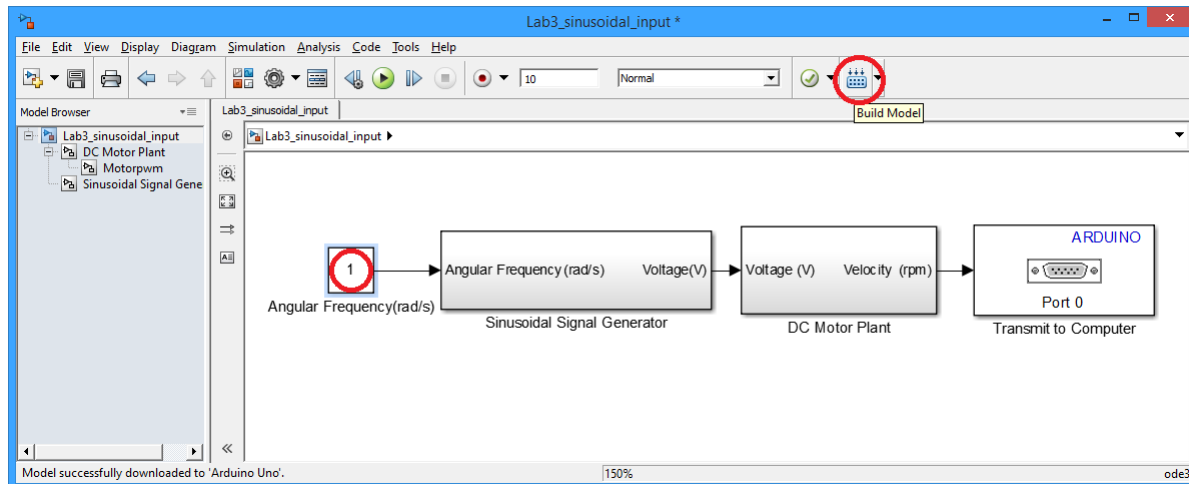 Lab3_sinusoidal_input *
File Edit View Display Diagram Simulation Analysis Code Tools Help
10 Normal
Build Model
Model Browser
Lab3_sinusoidal_input
Lab3_sinusoidal_input
Lab3_sinusoidal_input
DC Motor Plant
Motorpwm
Sinusoidal Signal Gene
ARDUINO
1
Angular Frequency (rad/s) Voltage(V)
Voltage (V) Velocity (rpm)
Port 0
Angular Frequency(rad/s)
Sinusoidal Signal Generator
DC Motor Plant
Transmit to Computer
Model successfully downloaded to 'Arduino Uno'.
150%
ode3